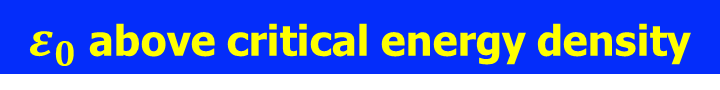 ε₀ above critical energy density